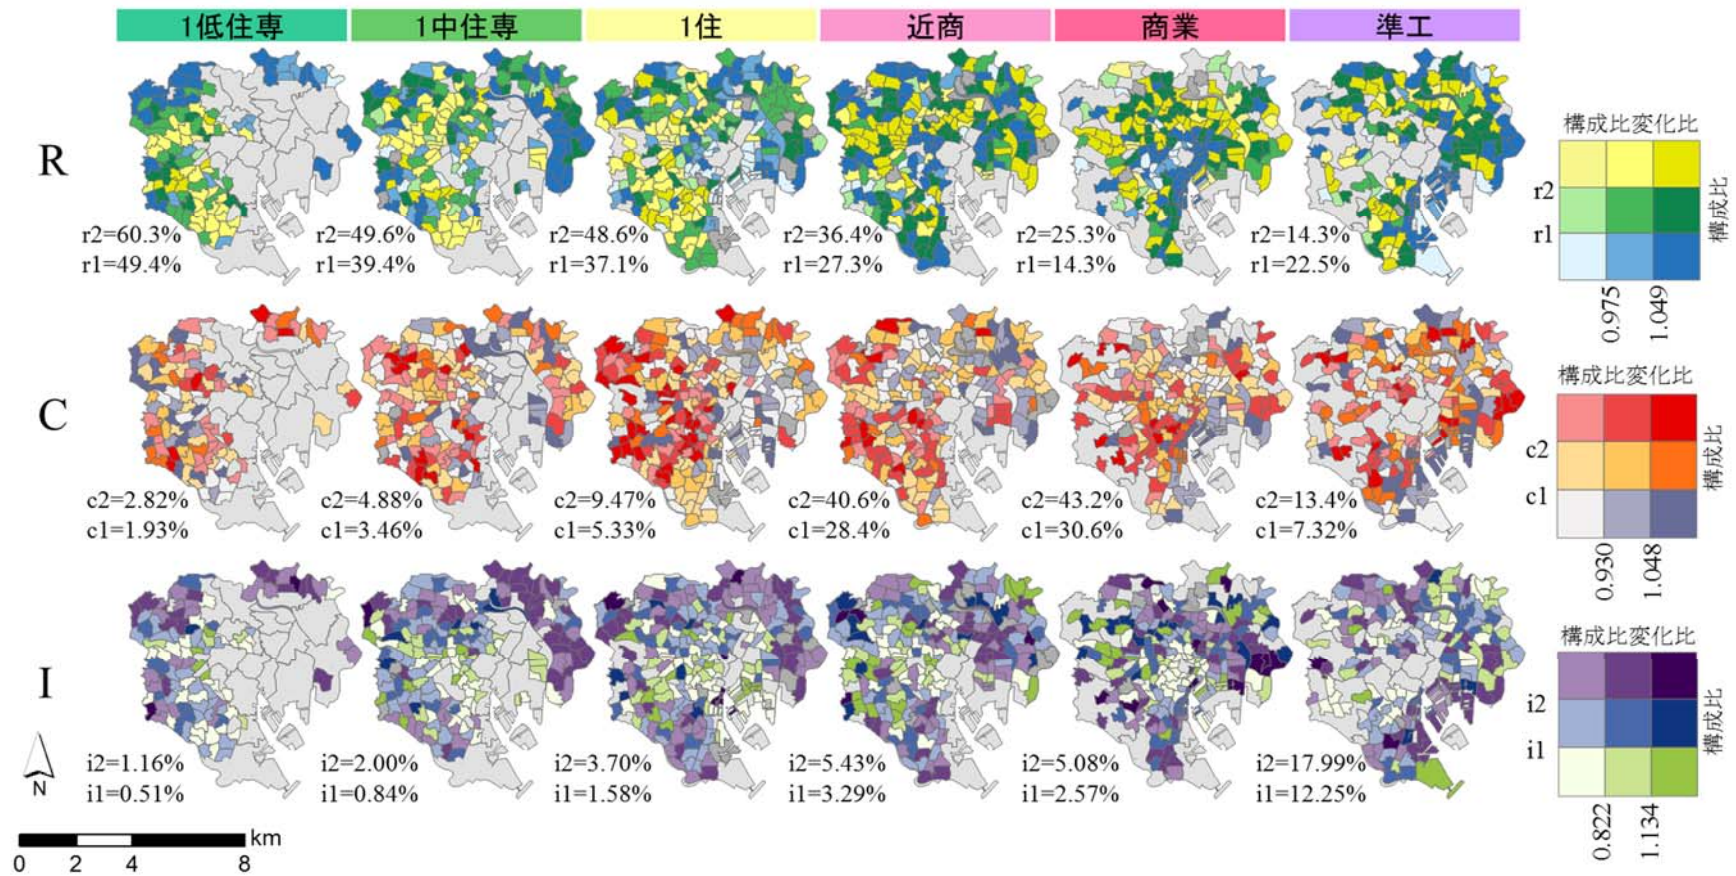 1低住専 1中住専 1住 近商 商業 準工
R
r2=60.3% r2=49.6% r2=48.6% r2=36.4% r2=25.3% r2=14.3%
r1=49.4% r1=39.4% r1=37.1% r1=27.3% r1=14.3% r1=22.5%
構成比変化比
r2
r1
構成比
0.975 1.049
C
c2=2.82% c2=4.88% c2=9.47% c2=40.6% c2=43.2% c2=13.4%
c1=1.93% c1=3.46% c1=5.33% c1=28.4% c1=30.6% c1=7.32%
構成比変化比
c2
c1
構成比
0.930 1.048
I
i2=1.16% i2=2.00% i2=3.70% i2=5.43% i2=5.08% i2=17.99%
i1=0.51% i1=0.84% i1=1.58% i1=3.29% i1=2.57% i1=12.25%
構成比変化比
i2
i1
構成比
0.822 1.134
N
km
0 2 4 8